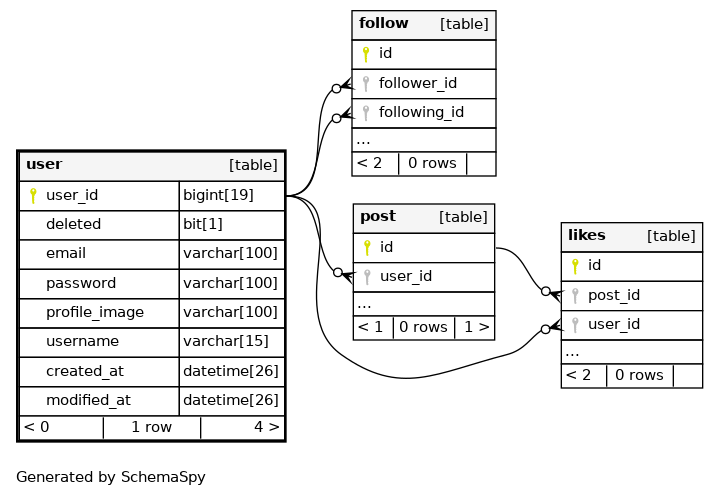 follow [table]
id
follower_id
following_id
...
< 2 0 rows
user [table]
user_id bigint[19]
deleted bit[1]
email varchar[100]
password varchar[100]
profile_image varchar[100]
username varchar[15]
created_at datetime[26]
modified_at datetime[26]
< 0 1 row 4 >
post [table]
id
user_id
...
< 1 0 rows 1 >
likes [table]
id
post_id
user_id
...
< 2 0 rows
Generated by SchemaSpy